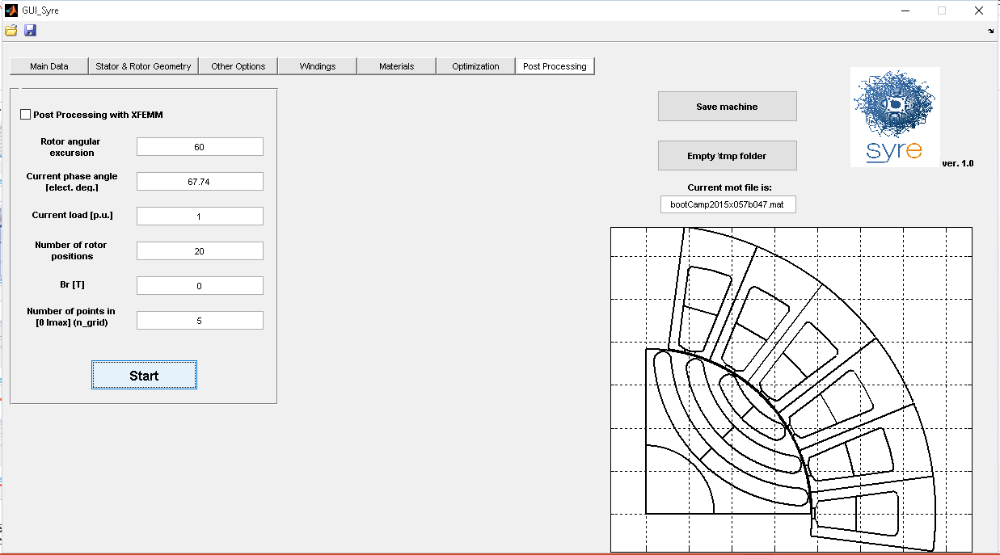 GUI_Syre
Main Data
Stator & Rotor Geometry
Other Options
Windings
Materials
Optimization
Post Processing
Post Processing with XFEMM
Rotor angular
excursion
60
Current phase angle
[elect. deg.]
67.74
Current load [p.u.]
1
Number of rotor
positions
20
Br [T]
0
Number of points in
[0 Imax] (n_grid)
5
Start
Save machine
Empty \tmp folder
Current mot file is:
bootCamp2015x057b047.mat
syre
ver. 1.0